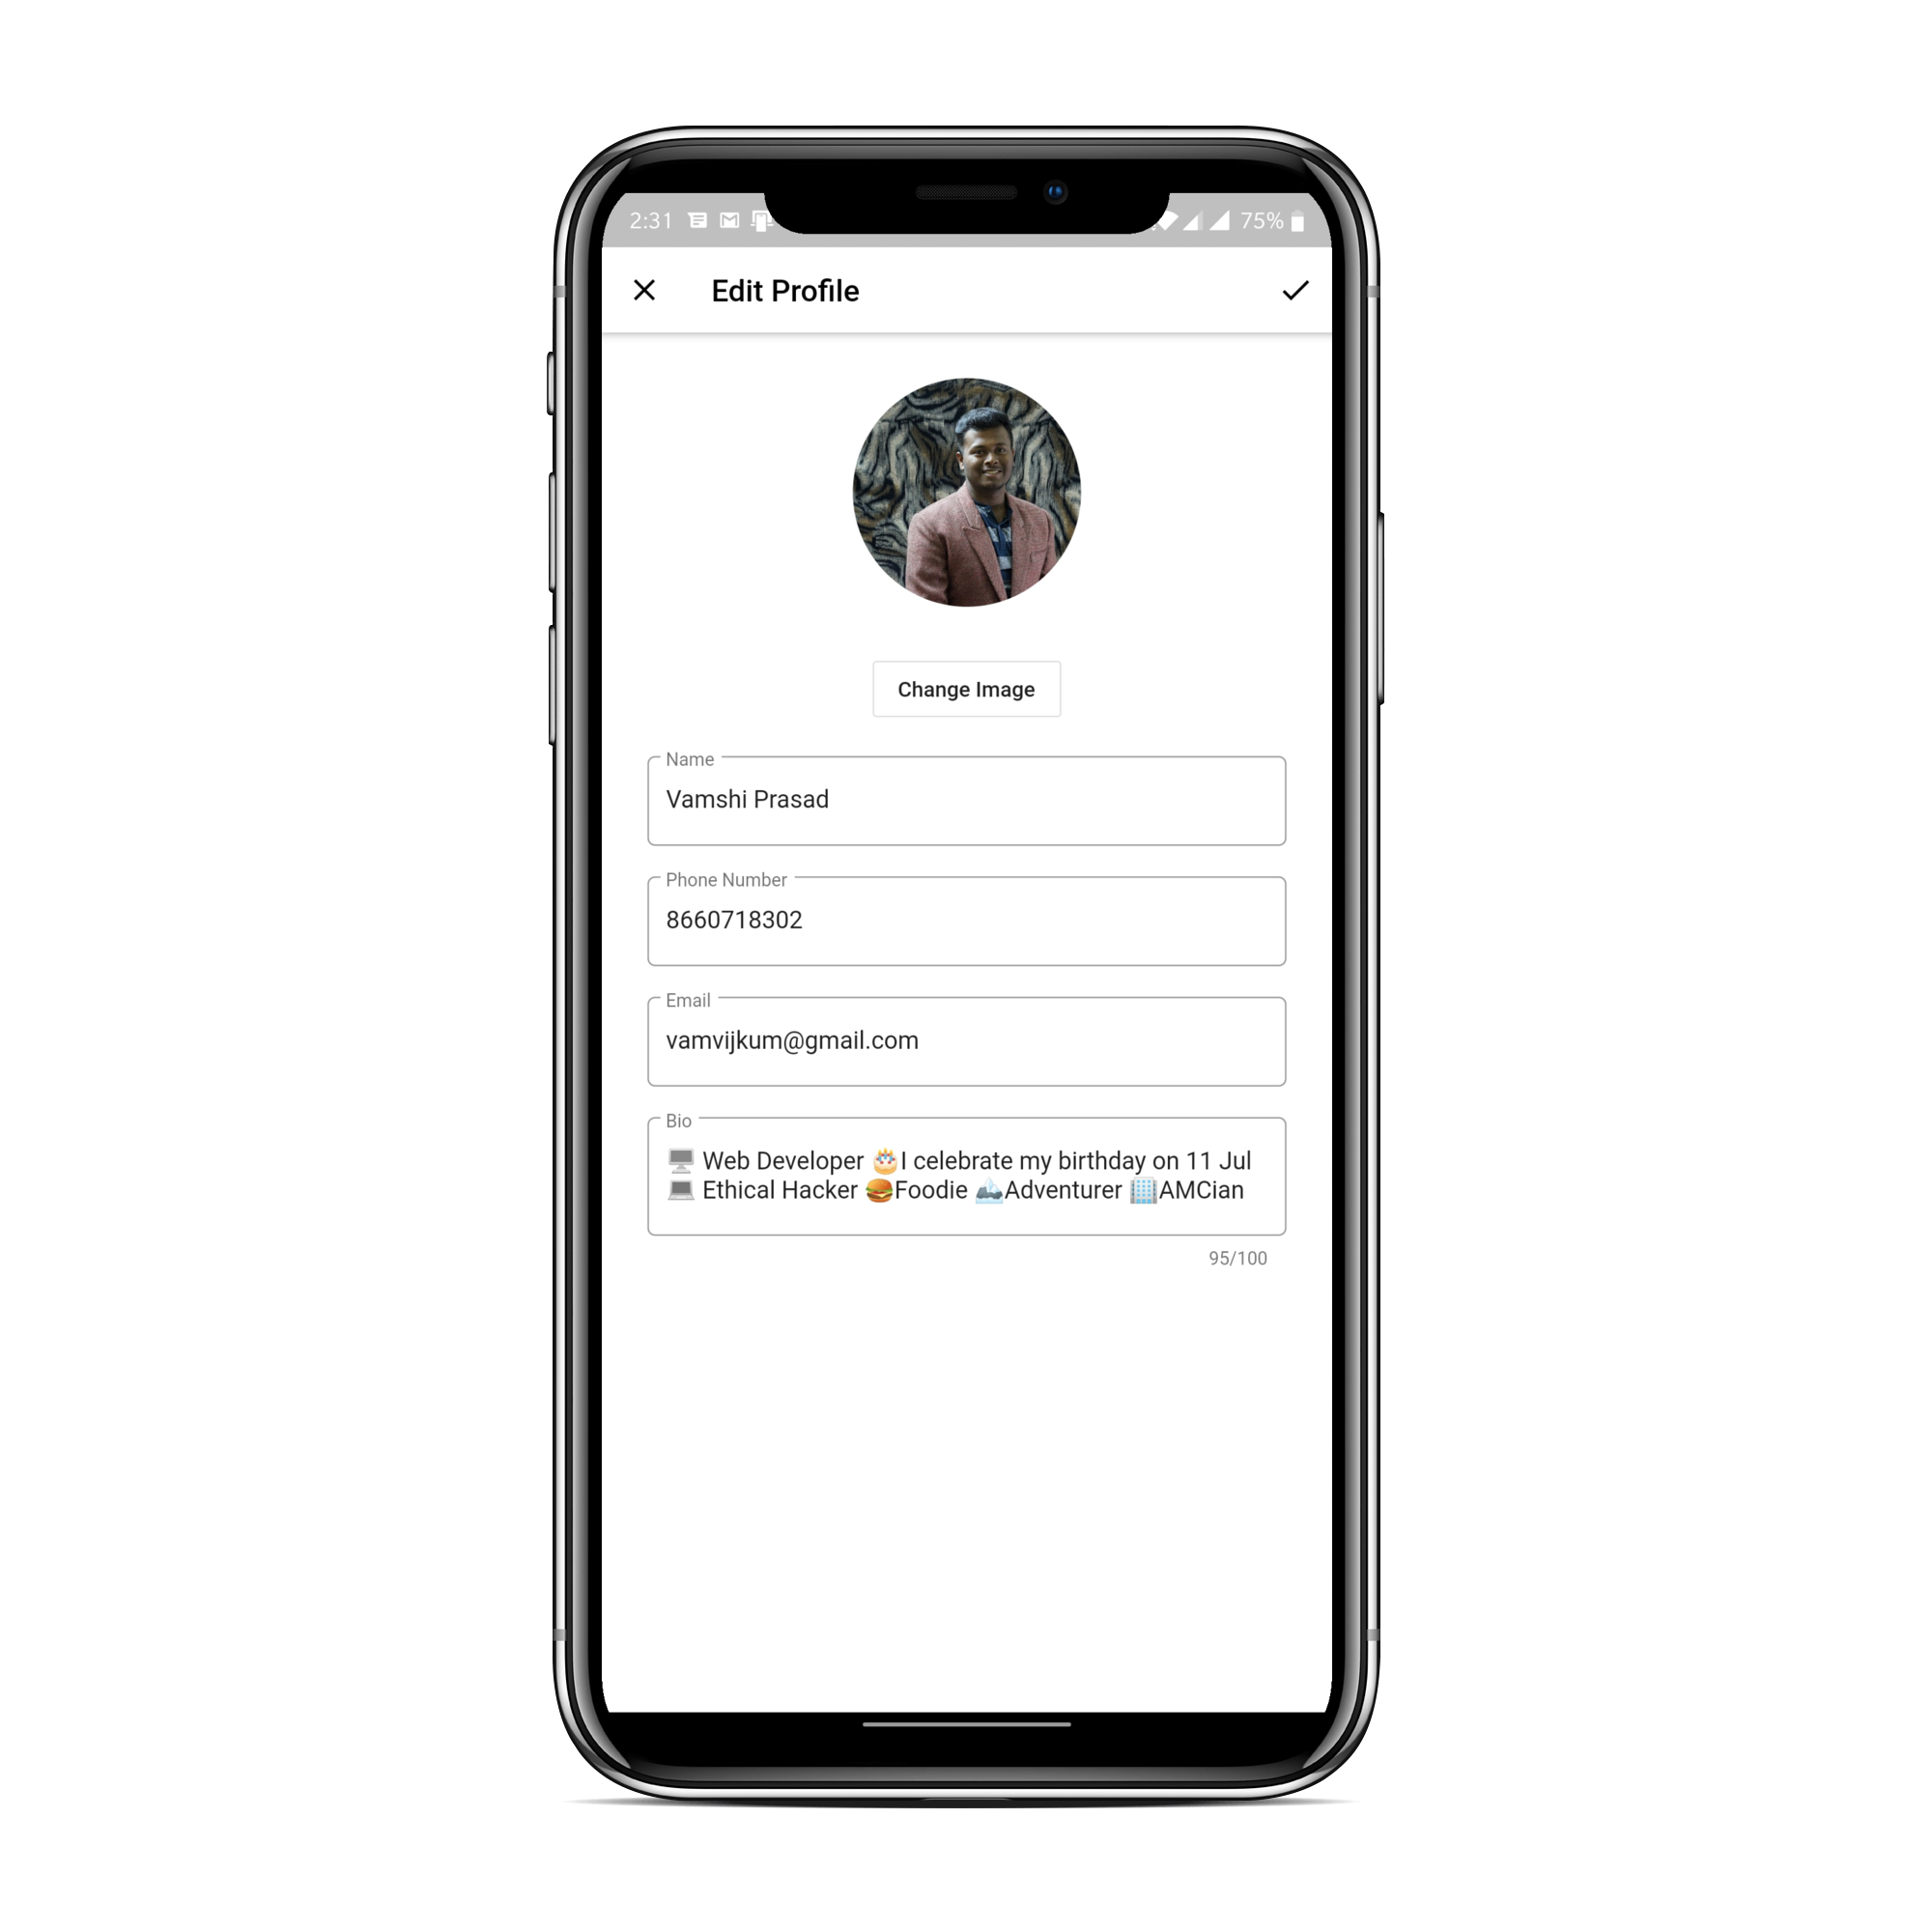 2:31 75%
Edit Profile
Change Image
Name
Vamshi Prasad
Phone Number
8660718302
Email
vamvijkum@gmail.com
Bio
🖥️ Web Developer 🎂I celebrate my birthday on 11 Jul
💻 Ethical Hacker 🍔Foodie 🏔️Adventurer 🏢AMCian
95/100